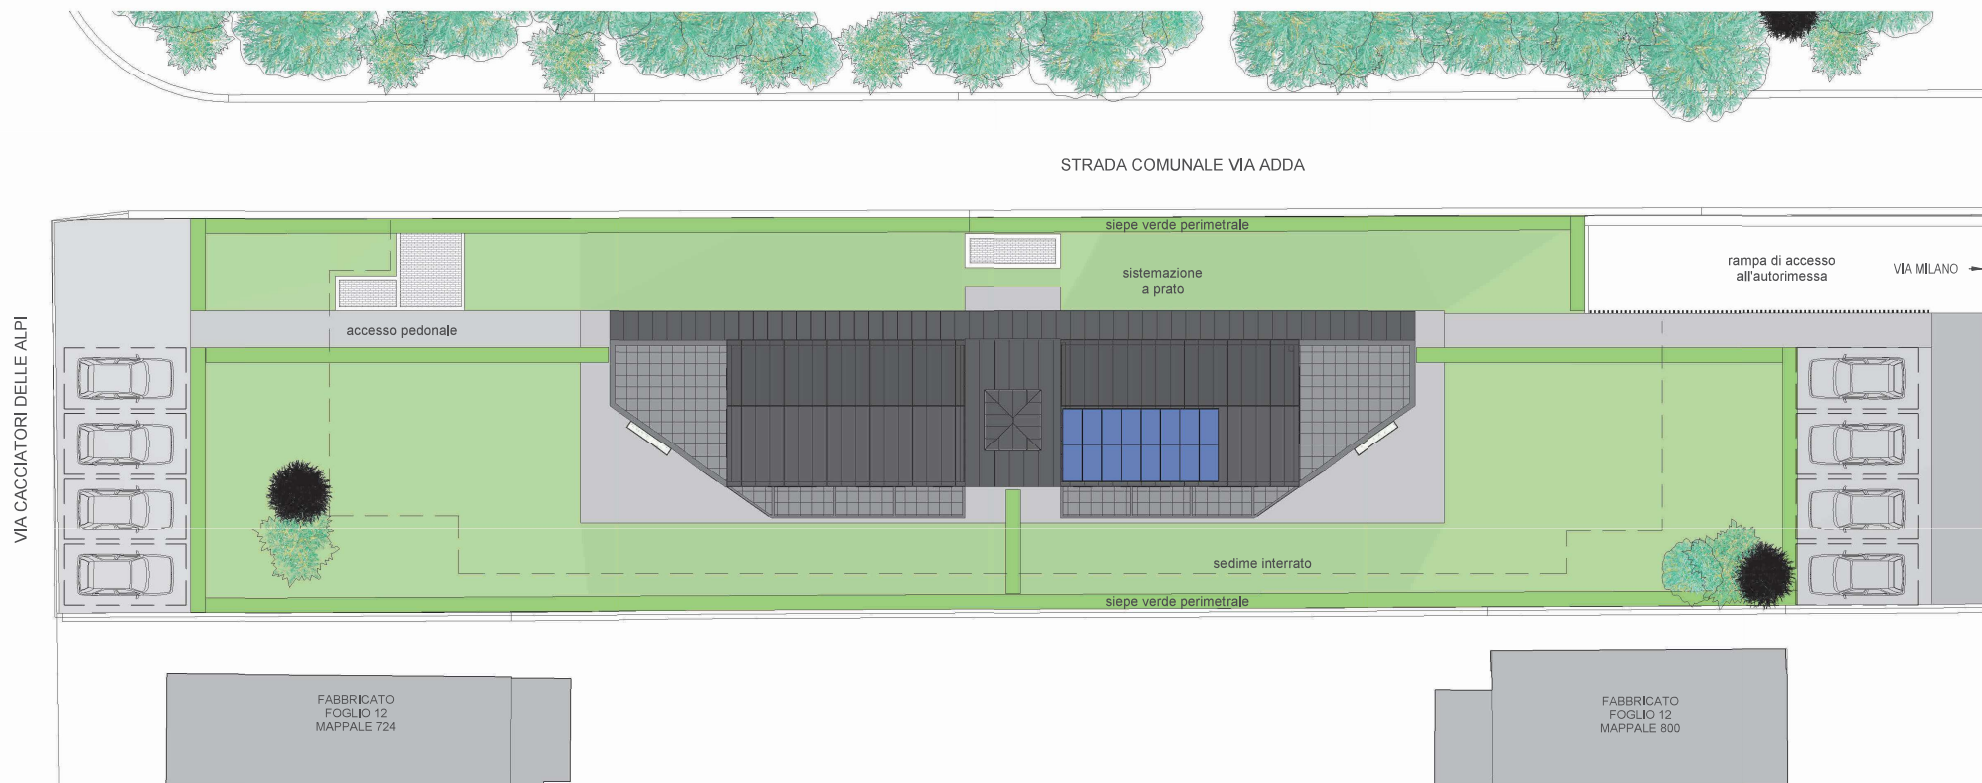 STRADA COMUNALE VIA ADDA
siepe verde perimetrale
sistemazione
a prato
rampa di accesso
all'autorimessa
VIA MILANO
accesso pedonale
VIA CACCIATORI DELLE ALPI
sedime interrato
siepe verde perimetrale
FABBRICATO
FOGLIO 12
MAPPALE 724
FABBRICATO
FOGLIO 12
MAPPALE 800